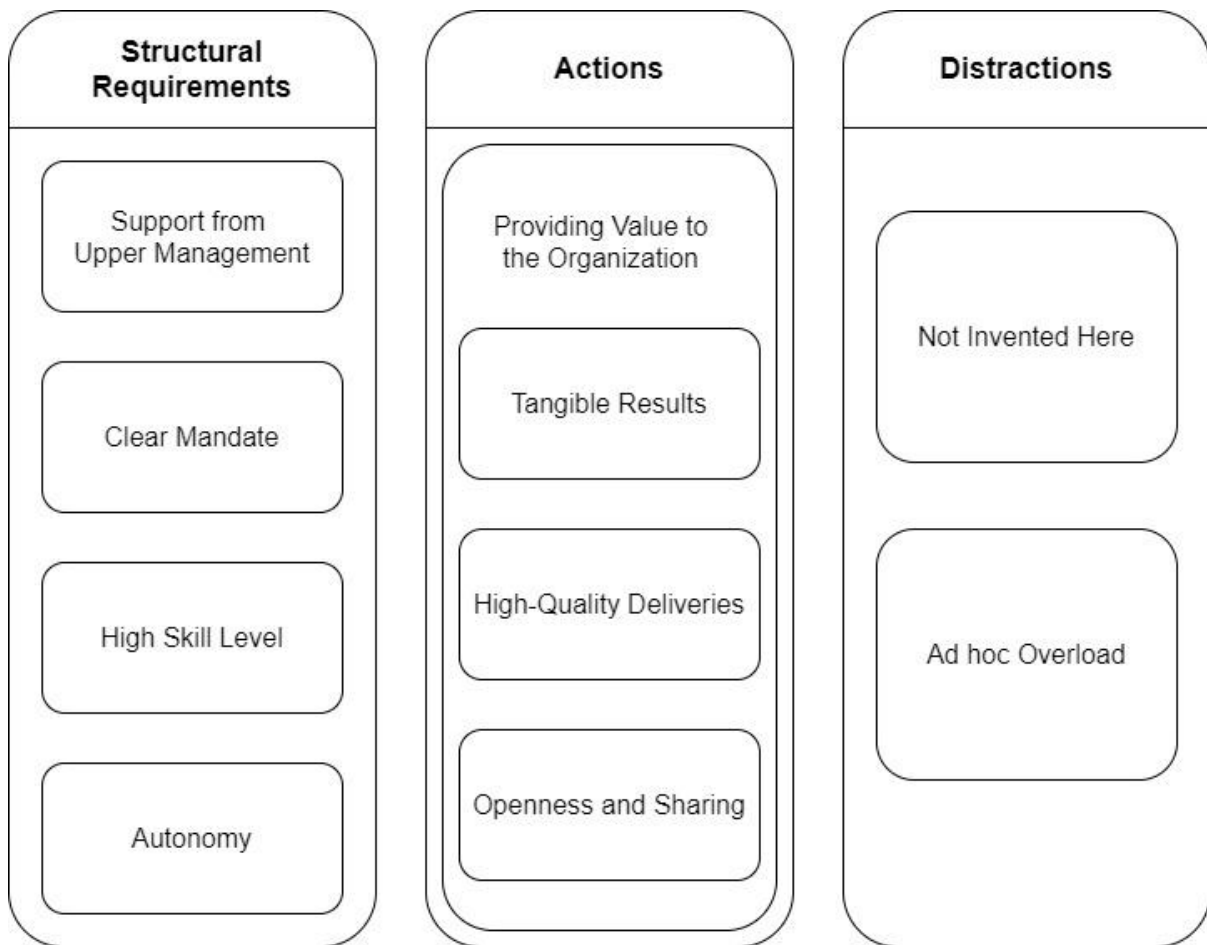 Structural
Requirements
Support from
Upper Management
Clear Mandate
High Skill Level
Autonomy
Actions
Providing Value to
the Organization
Tangible Results
High-Quality Deliveries
Openness and Sharing
Distractions
Not Invented Here
Ad hoc Overload